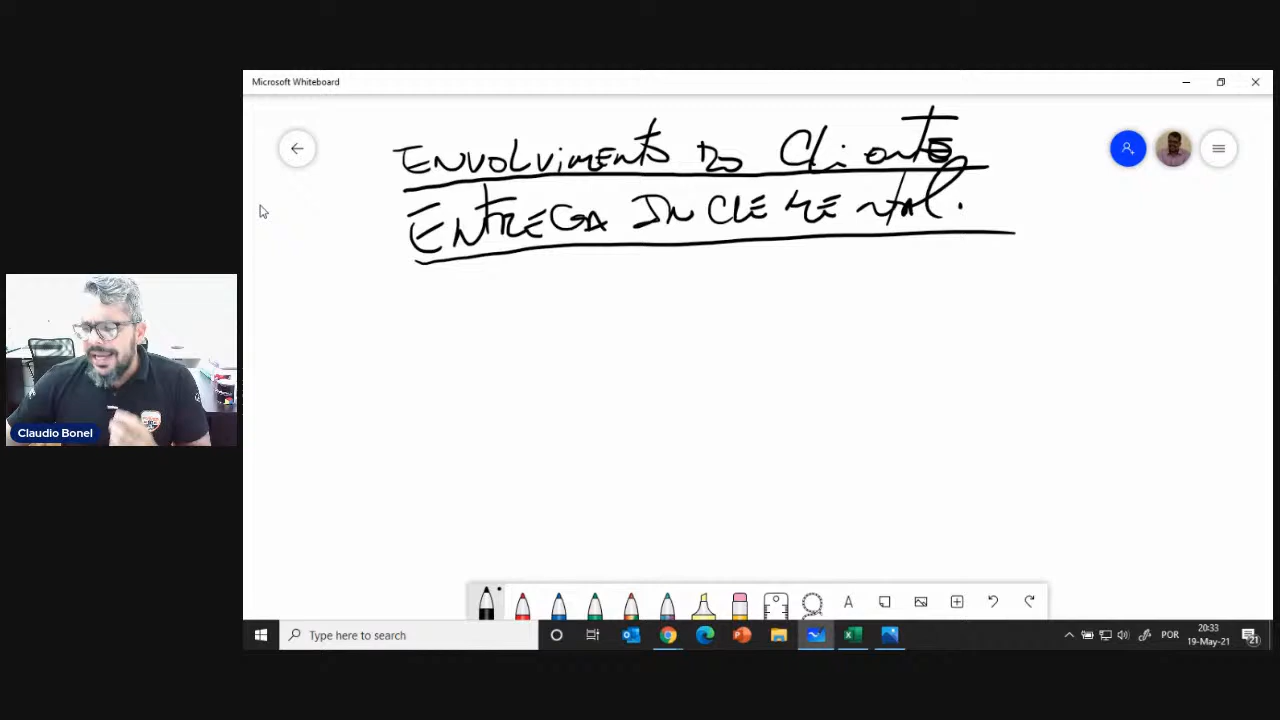 Microsoft Whiteboard
ENVOLVIMENTO DO CLIENTE
ENTREGA INCREMENTAL.
Claudio Bonel
A
Type here to search
POR
20:33
19-May-21
21